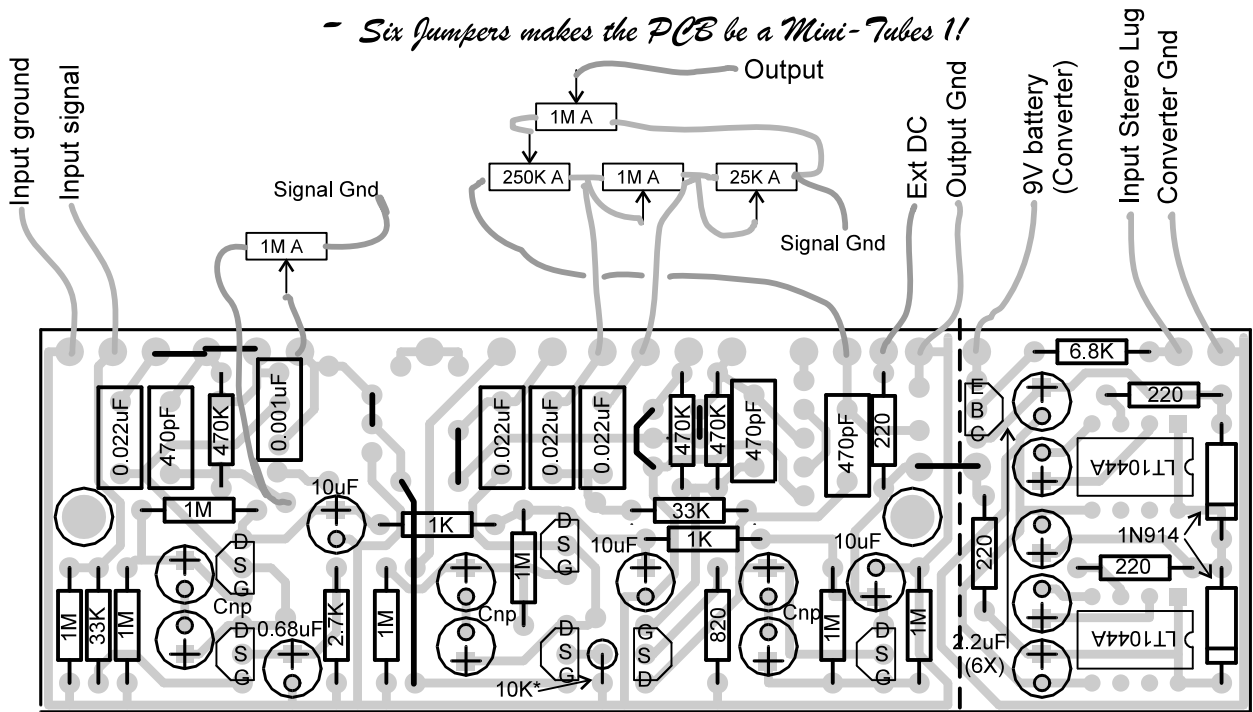 - Six Jumpers makes the PCB be a Mini-Tubes 1!
Input ground
Input signal
Signal Gnd
1M A
Output
1M A
250K A
1M A
25K A
Signal Gnd
Ext DC
Output Gnd
9V battery
(Converter)
Input Stereo Lug
Converter Gnd
0.022uF
470pF
470K
0.001uF
0.022uF
0.022uF
0.022uF
470K
470K
470pF
470pF
220
E
B
C
6.8K
220
LT1044A
1M
10uF
1K
33K
1K
D
S
G
D
S
G
10uF
10uF
220
1N914
220
1M
33K
1M
Cnp
D
S
G
0.68uF
2.7K
1M
Cnp
1M
D
S
G
10K*
G
S
D
820
Cnp
1M
D
S
G
1M
2.2uF
(6X)
LT1044A